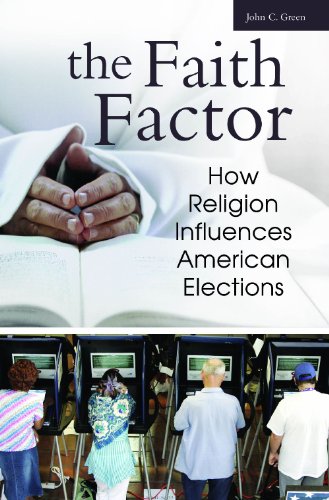 John C. Green
the Faith
Factor
How
Religion
Influences
American
Elections